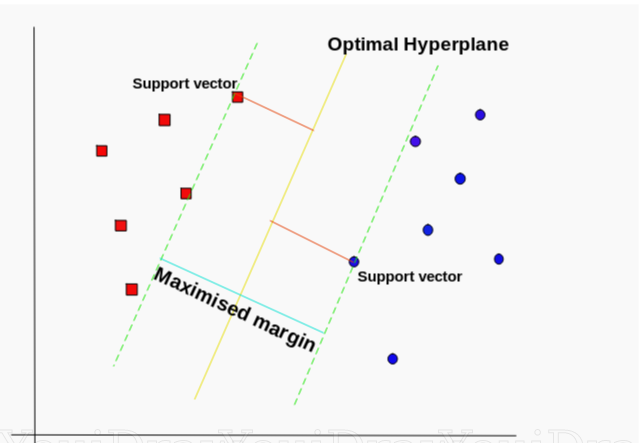 Optimal Hyperplane
Support vector
Support vector
Maximised margin